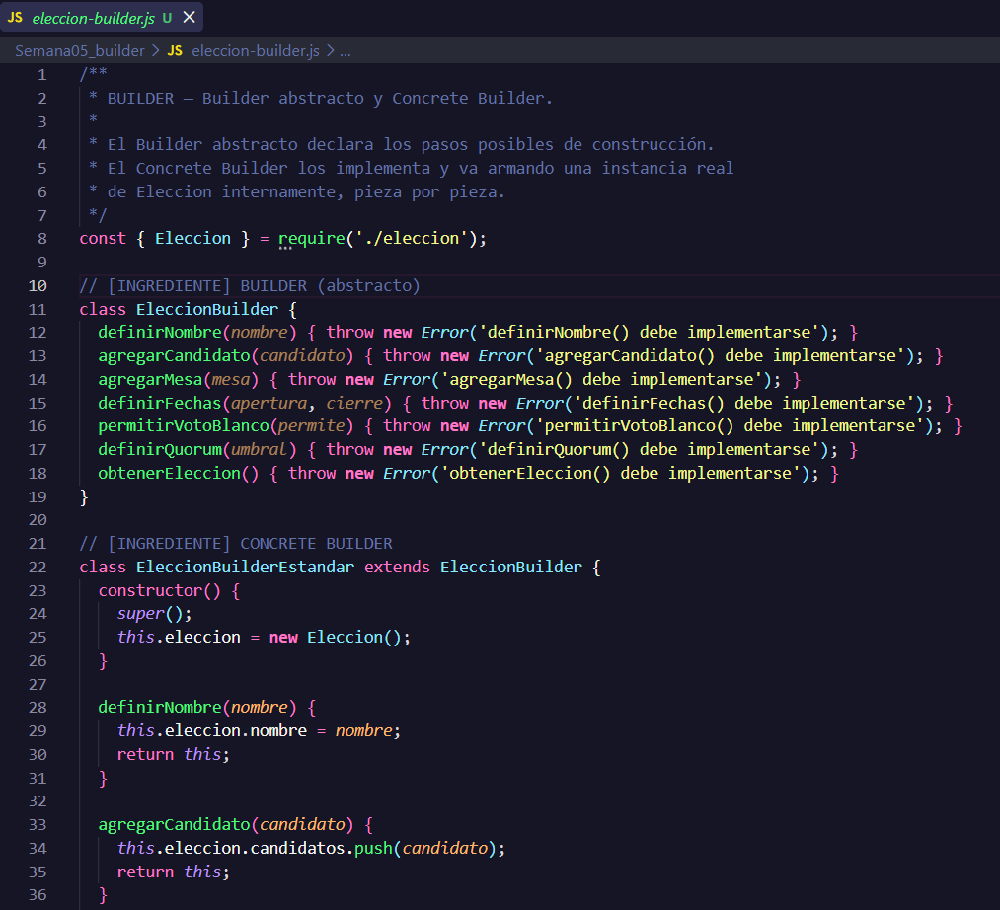 JS eleccion-builder.js U ×
Semana05_builder > JS eleccion-builder.js > ...
1 /**
2  * BUILDER — Builder abstracto y Concrete Builder.
3  *
4  * El Builder abstracto declara los pasos posibles de construcción.
5  * El Concrete Builder los implementa y va armando una instancia real
6  * de Eleccion internamente, pieza por pieza.
7  */
8 const { Eleccion } = require('./eleccion');
9
10 // [INGREDIENTE] BUILDER (abstracto)
11 class EleccionBuilder {
12   definirNombre(nombre) { throw new Error('definirNombre() debe implementarse'); }
13   agregarCandidato(candidato) { throw new Error('agregarCandidato() debe implementarse'); }
14   agregarMesa(mesa) { throw new Error('agregarMesa() debe implementarse'); }
15   definirFechas(apertura, cierre) { throw new Error('definirFechas() debe implementarse'); }
16   permitirVotoBlanco(permite) { throw new Error('permitirVotoBlanco() debe implementarse'); }
17   definirQuorum(umbral) { throw new Error('definirQuorum() debe implementarse'); }
18   obtenerEleccion() { throw new Error('obtenerEleccion() debe implementarse'); }
19 }
20
21 // [INGREDIENTE] CONCRETE BUILDER
22 class EleccionBuilderEstandar extends EleccionBuilder {
23   constructor() {
24     super();
25     this.eleccion = new Eleccion();
26   }
27
28   definirNombre(nombre) {
29     this.eleccion.nombre = nombre;
30     return this;
31   }
32
33   agregarCandidato(candidato) {
34     this.eleccion.candidatos.push(candidato);
35     return this;
36   }